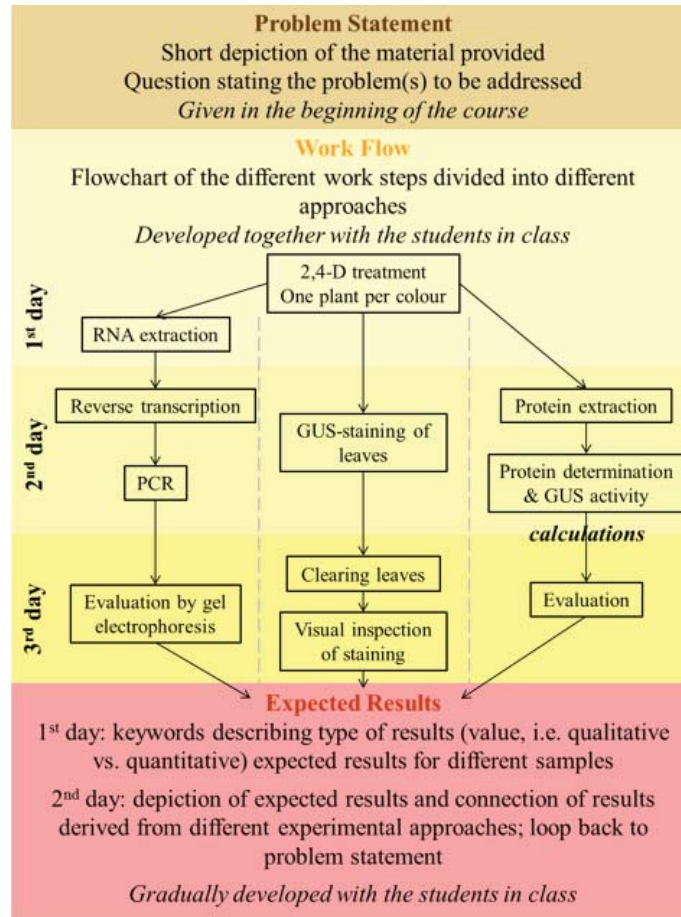 Problem Statement
Short depiction of the material provided
Question stating the problem(s) to be addressed
Given in the beginning of the course
Work Flow
Flowchart of the different work steps divided into different
approaches
Developed together with the students in class
1st day
2,4-D treatment
One plant per colour
RNA extraction
2nd day
Reverse transcription
PCR
GUS-staining of
leaves
Protein extraction
Protein determination
& GUS activity
calculations
3rd day
Evaluation by gel
electrophoresis
Clearing leaves
Visual inspection
of staining
Evaluation
Expected Results
1st day: keywords describing type of results (value, i.e. qualitative
vs. quantitative) expected results for different samples
2nd day: depiction of expected results and connection of results
derived from different experimental approaches; loop back to
problem statement
Gradually developed with the students in class